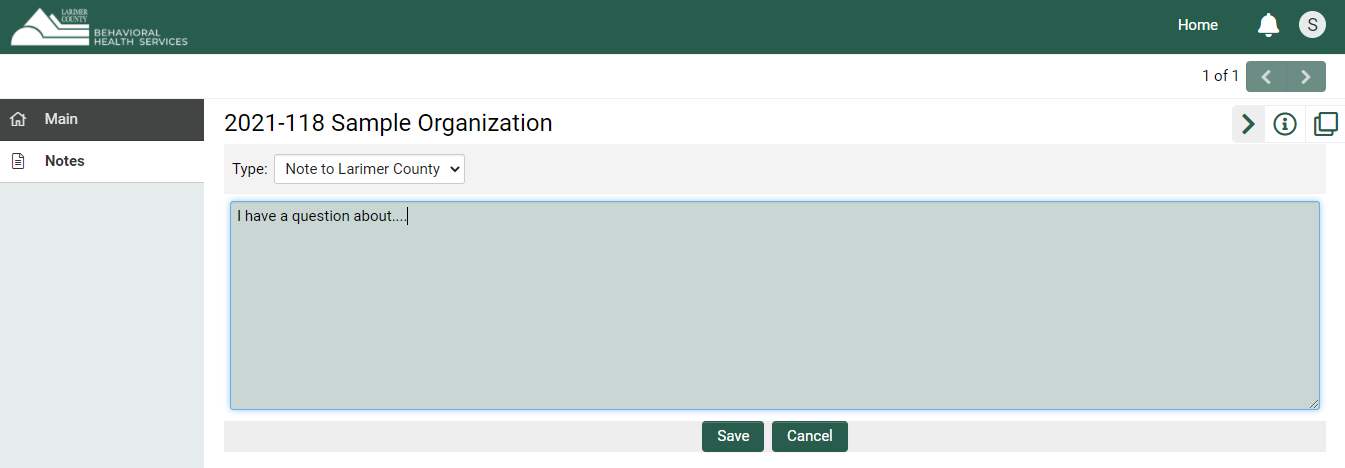 LARIMER
COUNTY
BEHAVIORAL
HEALTH SERVICES
Home
S
1 of 1
Main
Notes
2021-118 Sample Organization
Type: Note to Larimer County
I have a question about....
Save Cancel